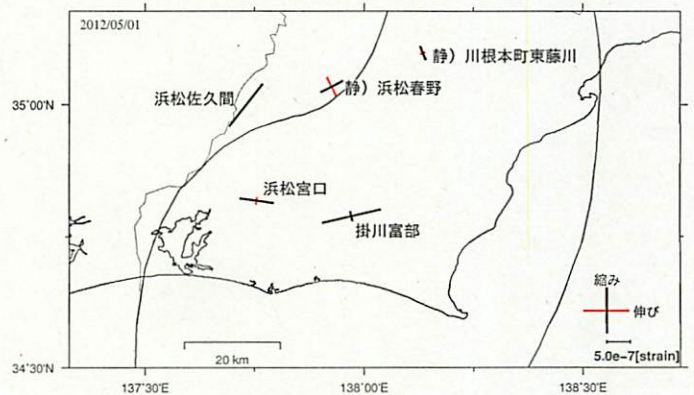 2012/05/01
静）川根本町東藤川
静）浜松春野
浜松佐久間
35°00'N
浜松宮口
掛川富部
縮み
伸び
5.0e-7[strain]
20 km
34°30'N
137°30'E
138°00'E
138°30'E